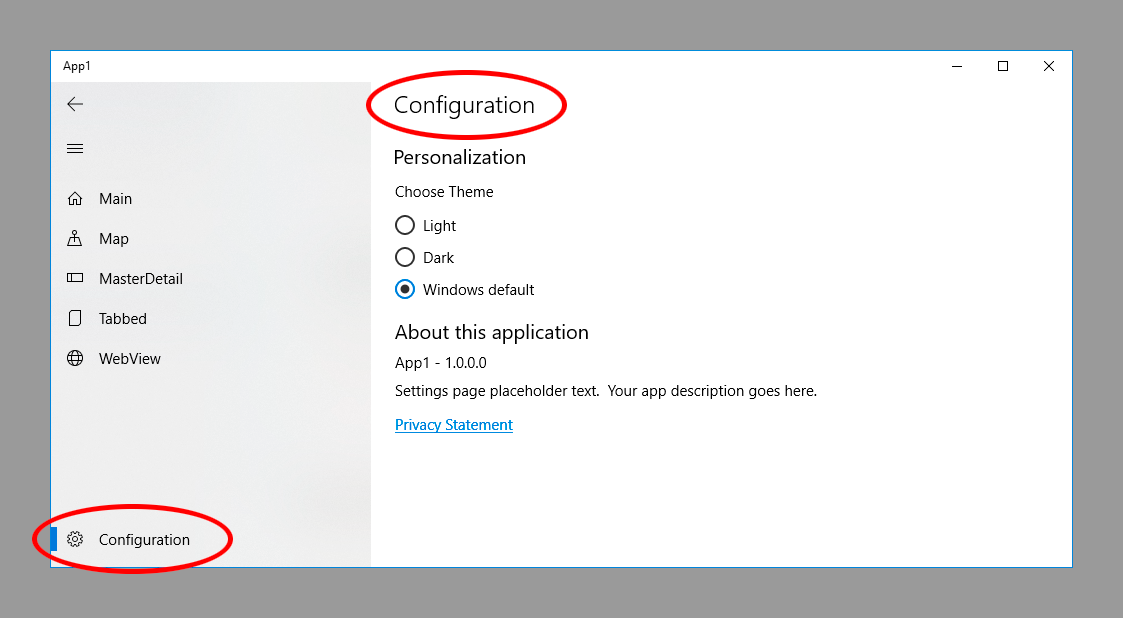 App1
Main
Map
MasterDetail
Tabbed
WebView
Configuration
Configuration
Personalization
Choose Theme
Light
Dark
Windows default
About this application
App1 - 1.0.0.0
Settings page placeholder text.  Your app description goes here.
Privacy Statement